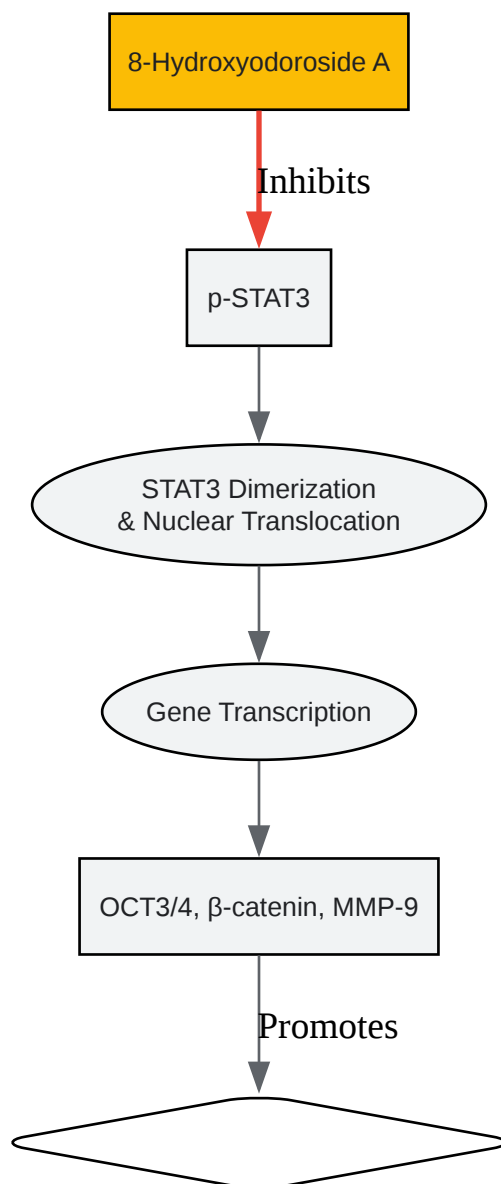 8-Hydroxyodoroside A
Inhibits
p-STAT3
STAT3 Dimerization
& Nuclear Translocation
Gene Transcription
OCT3/4, β-catenin, MMP-9
Promotes